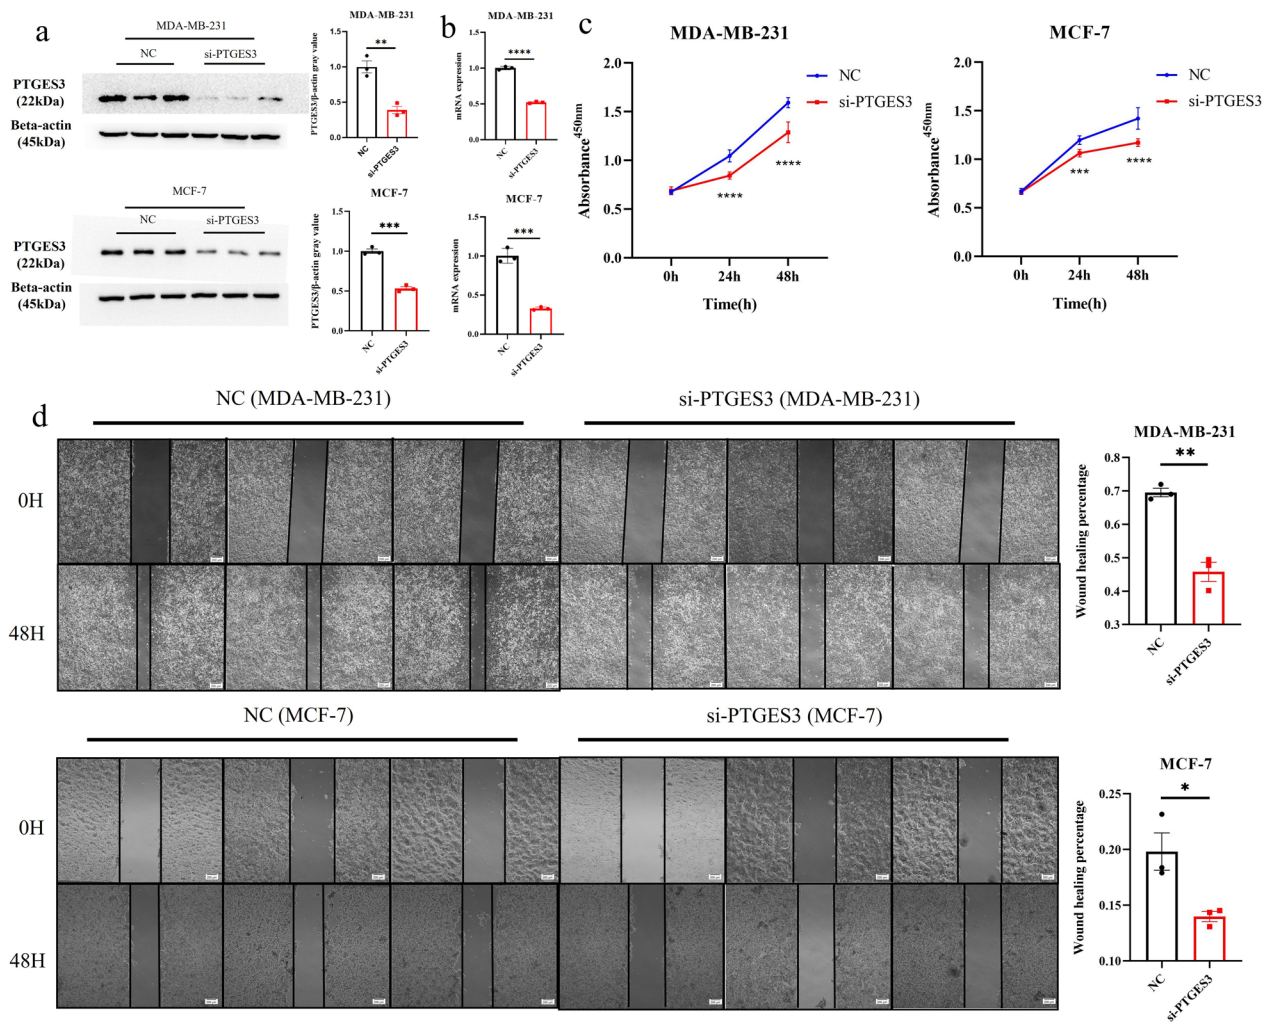 a
MDA-MB-231
NC
si-PTGES3
PTGES3
(22kDa)
Beta-actin
(45kDa)
MCF-7
NC
si-PTGES3
PTGES3
(22kDa)
Beta-actin
(45kDa)
MDA-MB-231
PTGES3/β-actin gray value
1.5
1.0
0.5
0.0
**
NC
si-PTGES3
MCF-7
PTGES3/β-actin gray value
1.5
1.0
0.5
0.0
***
NC
si-PTGES3
b
MDA-MB-231
mRNA expression
1.5
1.0
0.5
0.0
****
NC
si-PTGES3
MCF-7
mRNA expression
1.5
1.0
0.5
0.0
***
NC
si-PTGES3
c
MDA-MB-231
Absorbance450nm
2.0
1.5
1.0
0.5
0.0
NC
si-PTGES3
****
****
0h
24h
48h
Time(h)
MCF-7
Absorbance450nm
2.0
1.5
1.0
0.5
0.0
NC
si-PTGES3
***
****
0h
24h
48h
Time(h)
d
NC (MDA-MB-231)
si-PTGES3 (MDA-MB-231)
0H
48H
MDA-MB-231
Wound healing percentage
0.8
0.7
0.6
0.5
0.4
0.3
**
NC
si-PTGES3
NC (MCF-7)
si-PTGES3 (MCF-7)
0H
48H
MCF-7
Wound healing percentage
0.25
0.20
0.15
0.10
*
NC
si-PTGES3